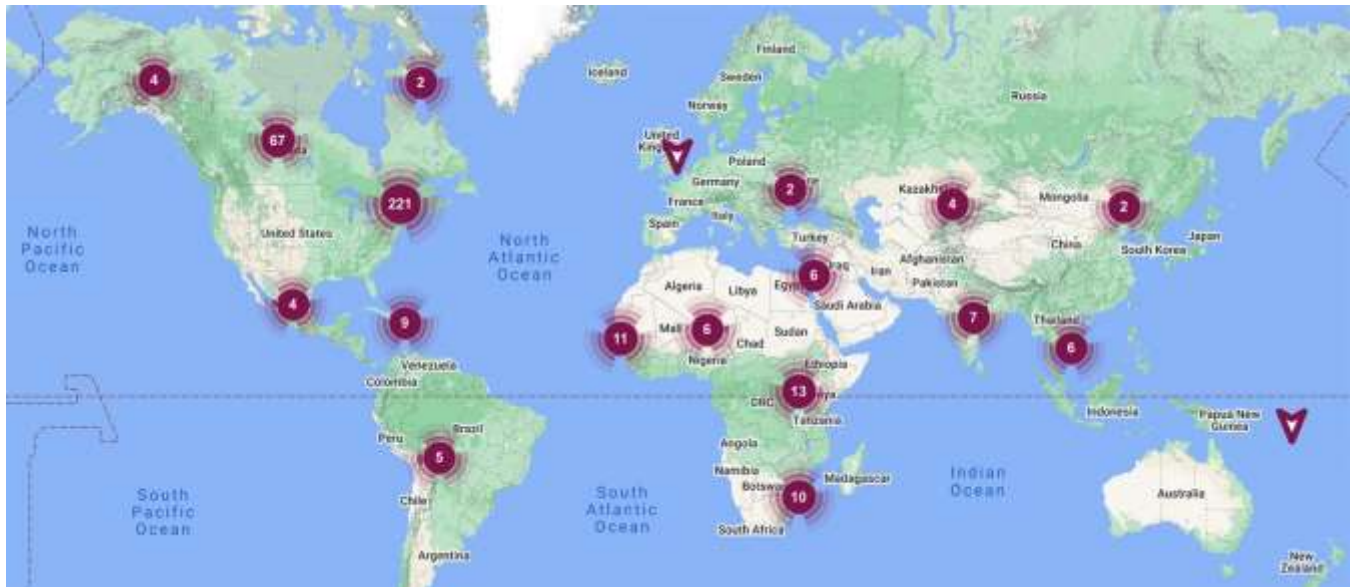 Finland
Iceland
Sweden
Russia
Norway
4
2
67
United
Poland
Germany
2
Kazakh
4
Mongolia
2
221
France
Italy
Spain
United States
Turkey
China
Japan
South Korea
North
Pacific
Ocean
North
Atlantic
Ocean
Afghanistan
Iraq
Iran
6
Pakistan
Algeria
Libya
Egypt
Saudi Arabia
4
9
11
Mali
6
Chad
Sudan
7
Thailand
6
Nigeria
Ethiopia
Venezuela
Colombia
13
DRC
Tanzania
Indonesia
Papua New
Guinea
Peru
Brazil
5
Angola
Namibia
Botswa
10
Madagascar
Indian
Ocean
Australia
South
Pacific
Ocean
South
Atlantic
Ocean
Chile
South Africa
Argentina
New
Zealand